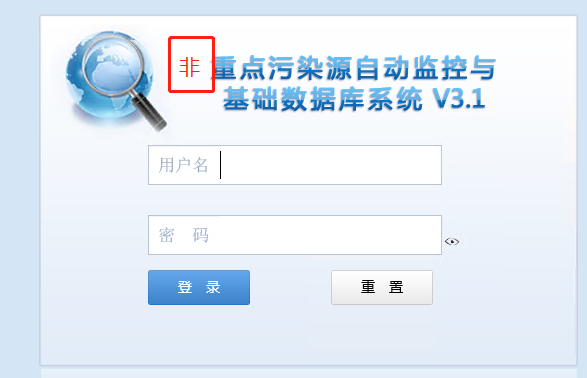 非 重点污染源自动监控与
基础数据库系统 V3.1
用户名
密 码
登 录
重 置